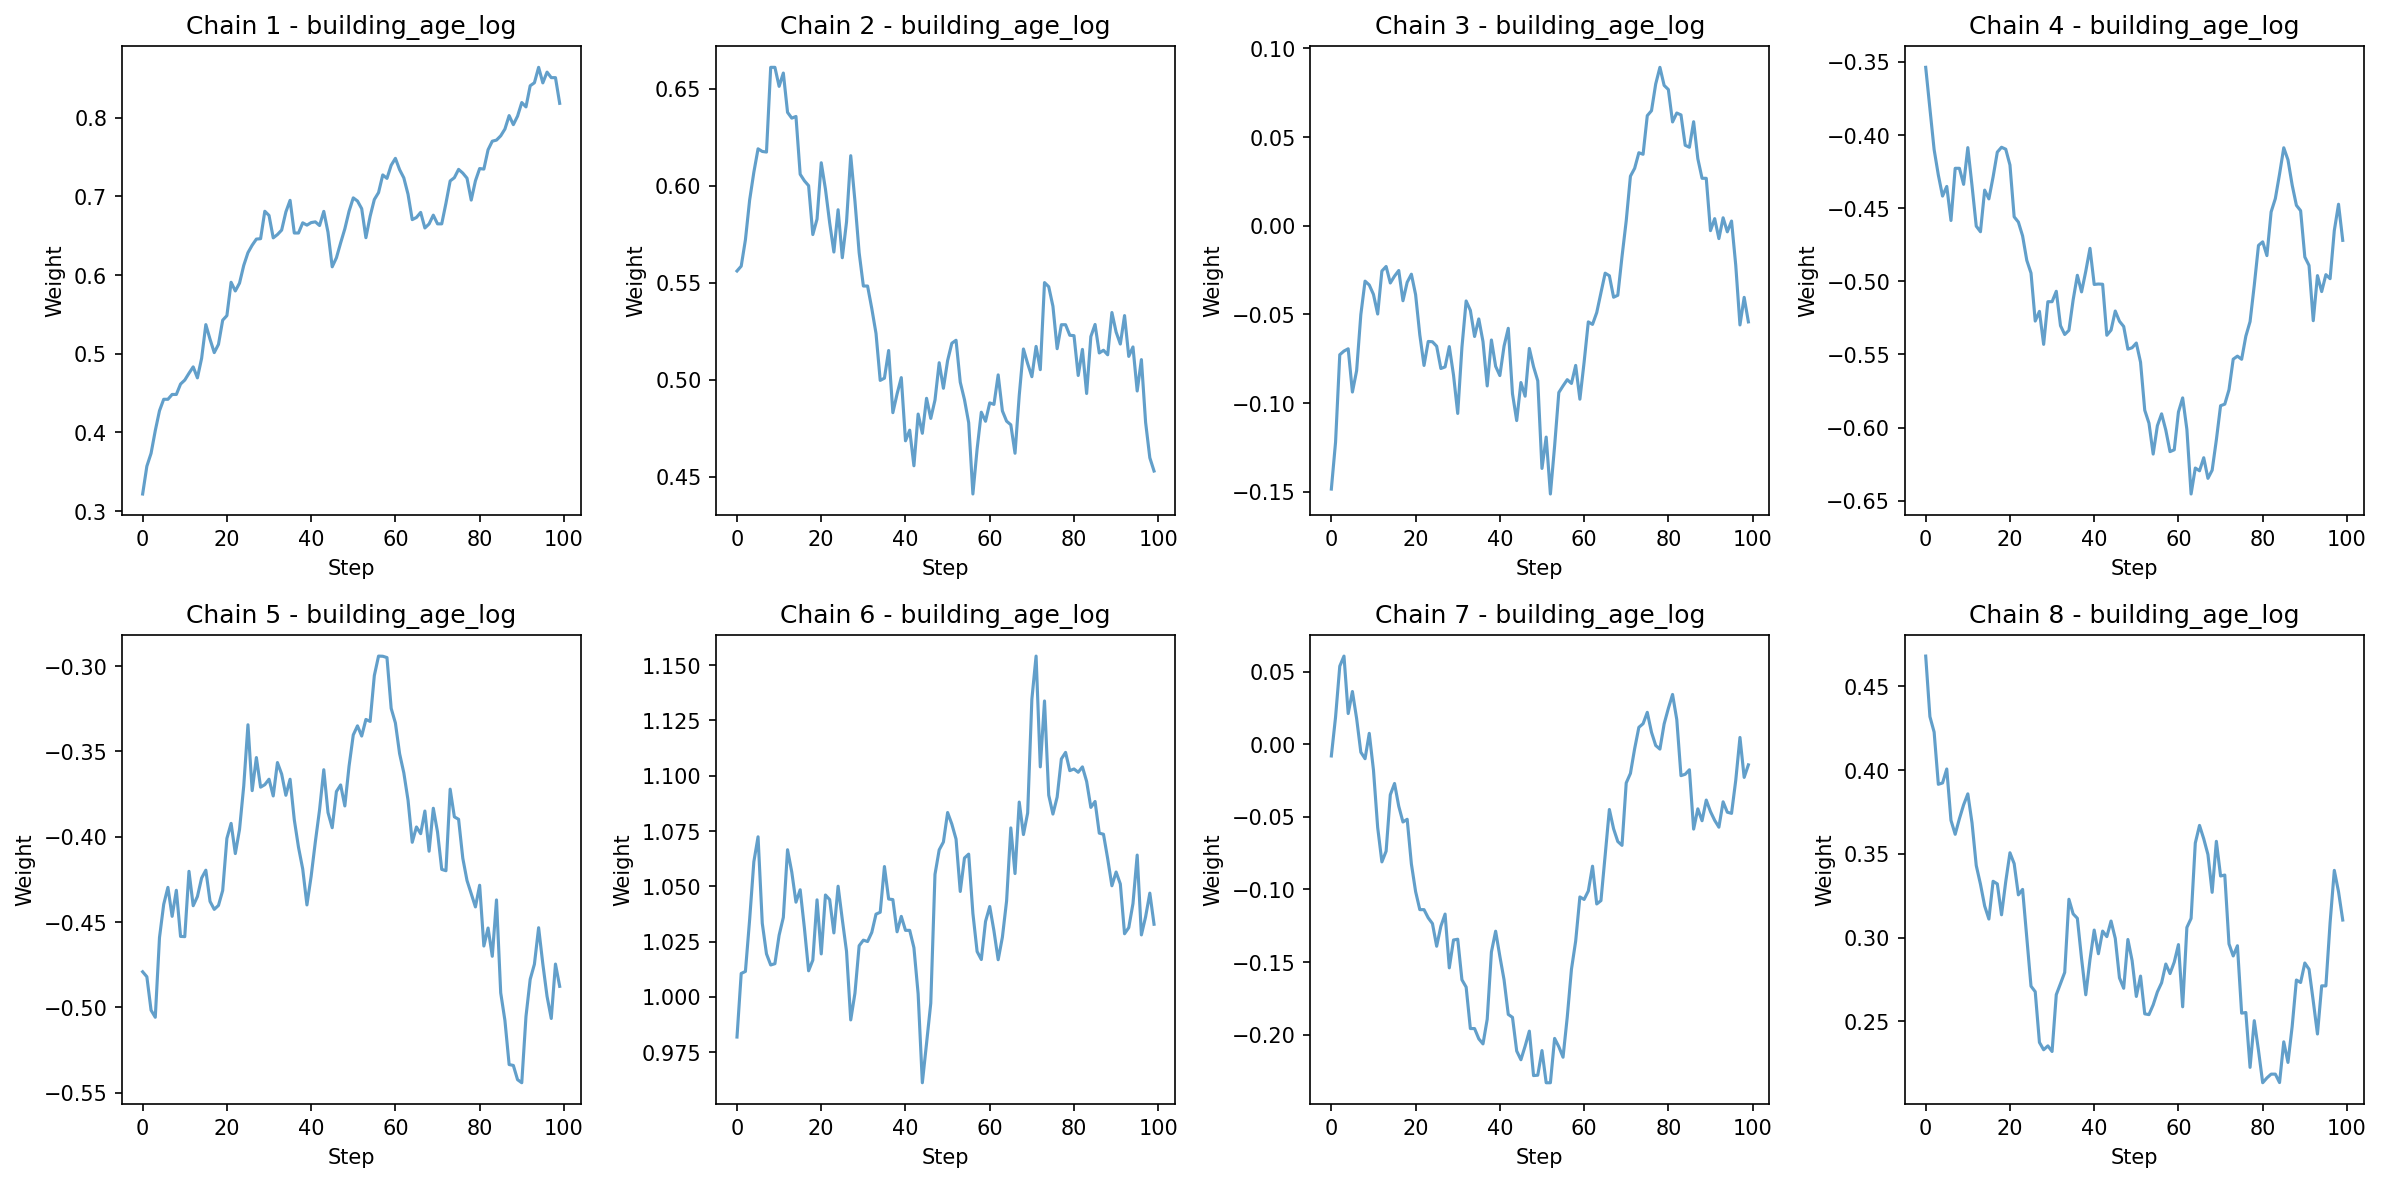 Chain 1 - building_age_log
Weight
0.8
0.7
0.6
0.5
0.4
0.3
0 20 40 60 80 100
Step
Chain 2 - building_age_log
Weight
0.65
0.60
0.55
0.50
0.45
0 20 40 60 80 100
Step
Chain 3 - building_age_log
Weight
0.10
0.05
0.00
−0.05
−0.10
−0.15
0 20 40 60 80 100
Step
Chain 4 - building_age_log
Weight
−0.35
−0.40
−0.45
−0.50
−0.55
−0.60
−0.65
0 20 40 60 80 100
Step
Chain 5 - building_age_log
Weight
−0.30
−0.35
−0.40
−0.45
−0.50
−0.55
0 20 40 60 80 100
Step
Chain 6 - building_age_log
Weight
1.150
1.125
1.100
1.075
1.050
1.025
1.000
0.975
0 20 40 60 80 100
Step
Chain 7 - building_age_log
Weight
0.05
0.00
−0.05
−0.10
−0.15
−0.20
0 20 40 60 80 100
Step
Chain 8 - building_age_log
Weight
0.45
0.40
0.35
0.30
0.25
0 20 40 60 80 100
Step